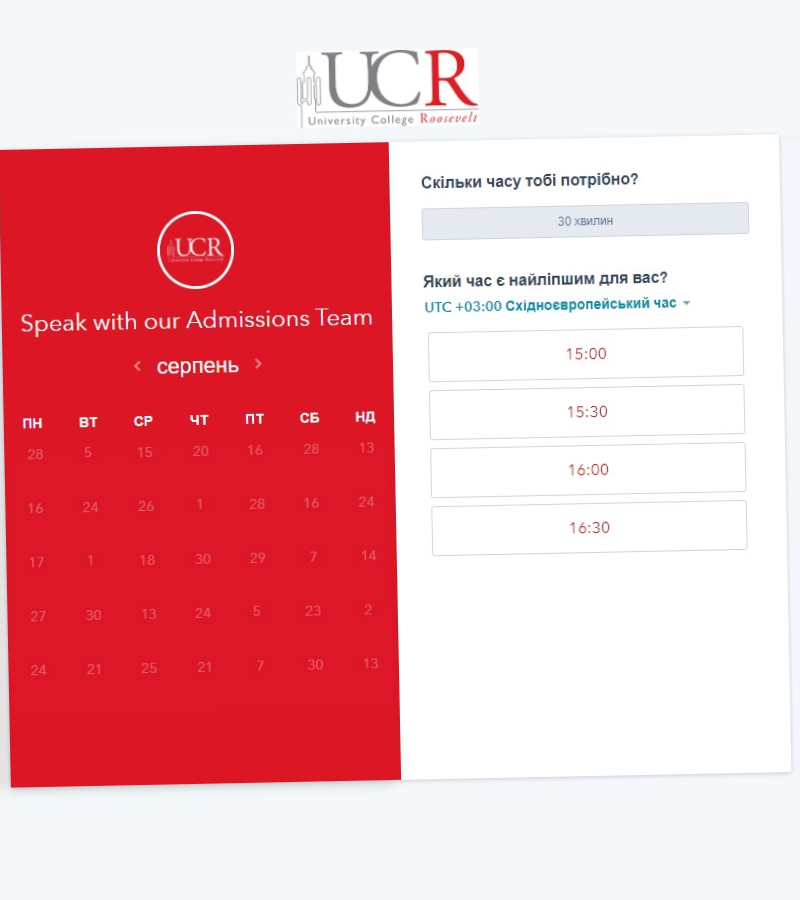 UCR
University College Roosevelt
UCR
University College Roosevelt
Speak with our Admissions Team
серпень
ПН ВТ СР ЧТ ПТ СБ НД
28 5 15 20 16 28 13
16 24 26 1 28 16 24
17 1 18 30 29 7 14
27 30 13 24 5 23 2
24 21 25 21 7 30 13
Скільки часу тобі потрібно?
30 хвилин
Який час є найліпшим для вас?
UTC +03:00 Східноєвропейський час
15:00
15:30
16:00
16:30